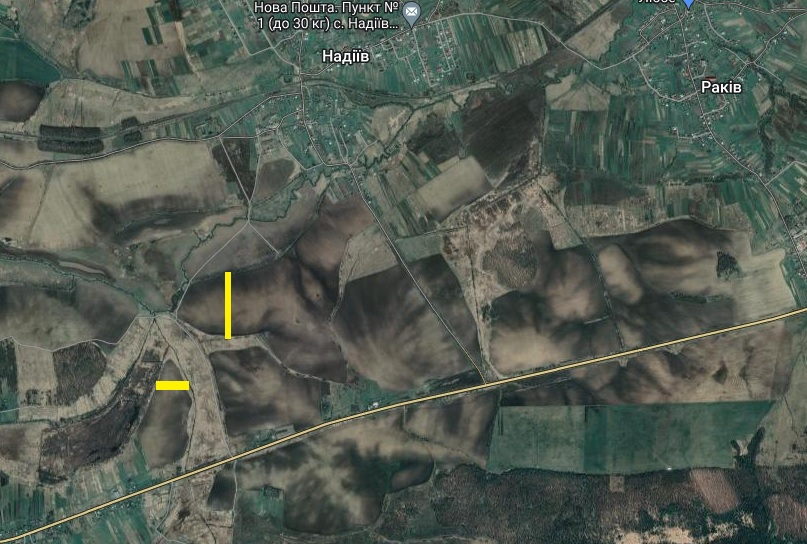 Нова Пошта. Пункт №
1 (до 30 кг) с. Надіїв...
Надіїв
Раків